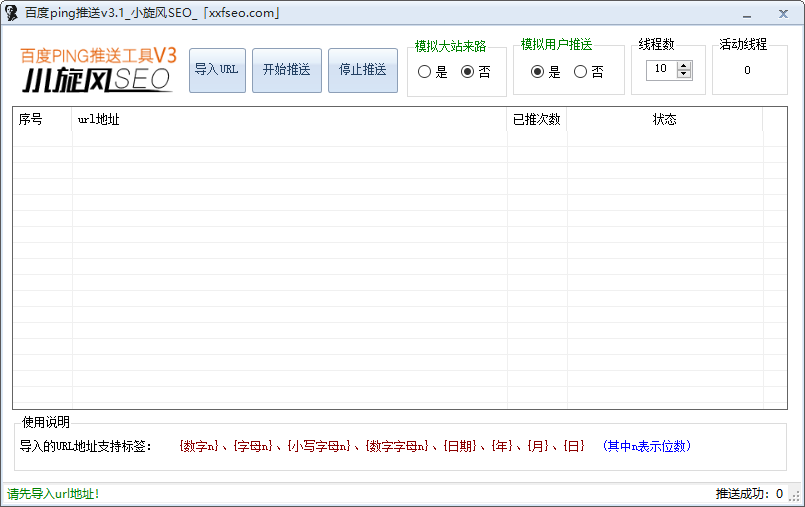 百度ping推送v3.1_小旋风SEO_「xxfseo.com」
百度PING推送工具V3
小旋风SEO
导入URL
开始推送
停止推送
模拟大站来路
是 否
模拟用户推送
是 否
线程数
10
活动线程
0
序号 url地址 已推次数 状态
使用说明
导入的URL地址支持标签： {数字n}、{字母n}、{小写字母n}、{数字字母n}、{日期}、{年}、{月}、{日} (其中n表示位数)
请先导入url地址！ 推送成功：0